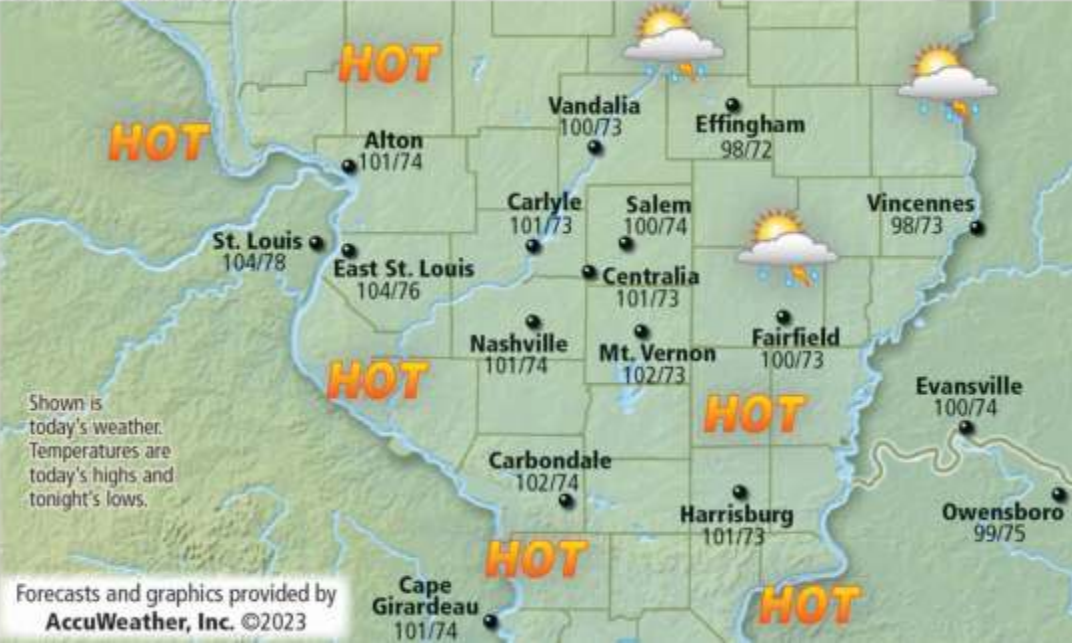 HOT
HOT
Vandalia
100/73
Effingham
98/72
Alton
101/74
Carlyle
101/73
Salem
100/74
Vincennes
98/73
St. Louis
104/78
East St. Louis
104/76
Centralia
101/73
Nashville
101/74
Mt. Vernon
102/73
Fairfield
100/73
HOT
HOT
Evansville
100/74
Shown is
today's weather.
Temperatures are
today's highs and
tonight's lows.
Carbondale
102/74
Harrisburg
101/73
Owensboro
99/75
HOT
HOT
Cape
Girardeau
101/74
Forecasts and graphics provided by
AccuWeather, Inc. ©2023